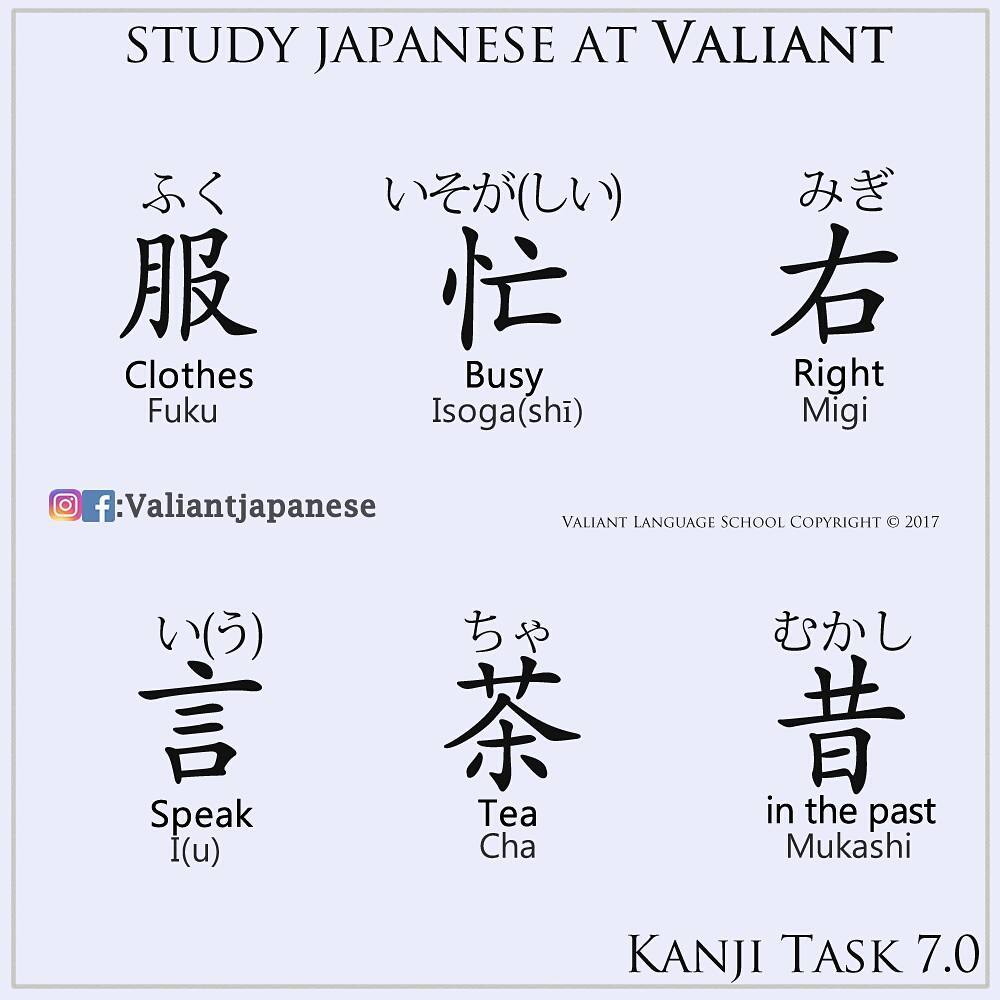 STUDY JAPANESE AT VALIANT
ふく いそが(しい) みぎ
服 忙 右
Clothes Busy Right
Fuku Isoga(shī) Migi
:Valiantjapanese
VALIANT LANGUAGE SCHOOL COPYRIGHT © 2017
い(う) ちゃ むかし
言 茶 昔
Speak Tea in the past
I(u) Cha Mukashi
KANJI TASK 7.0